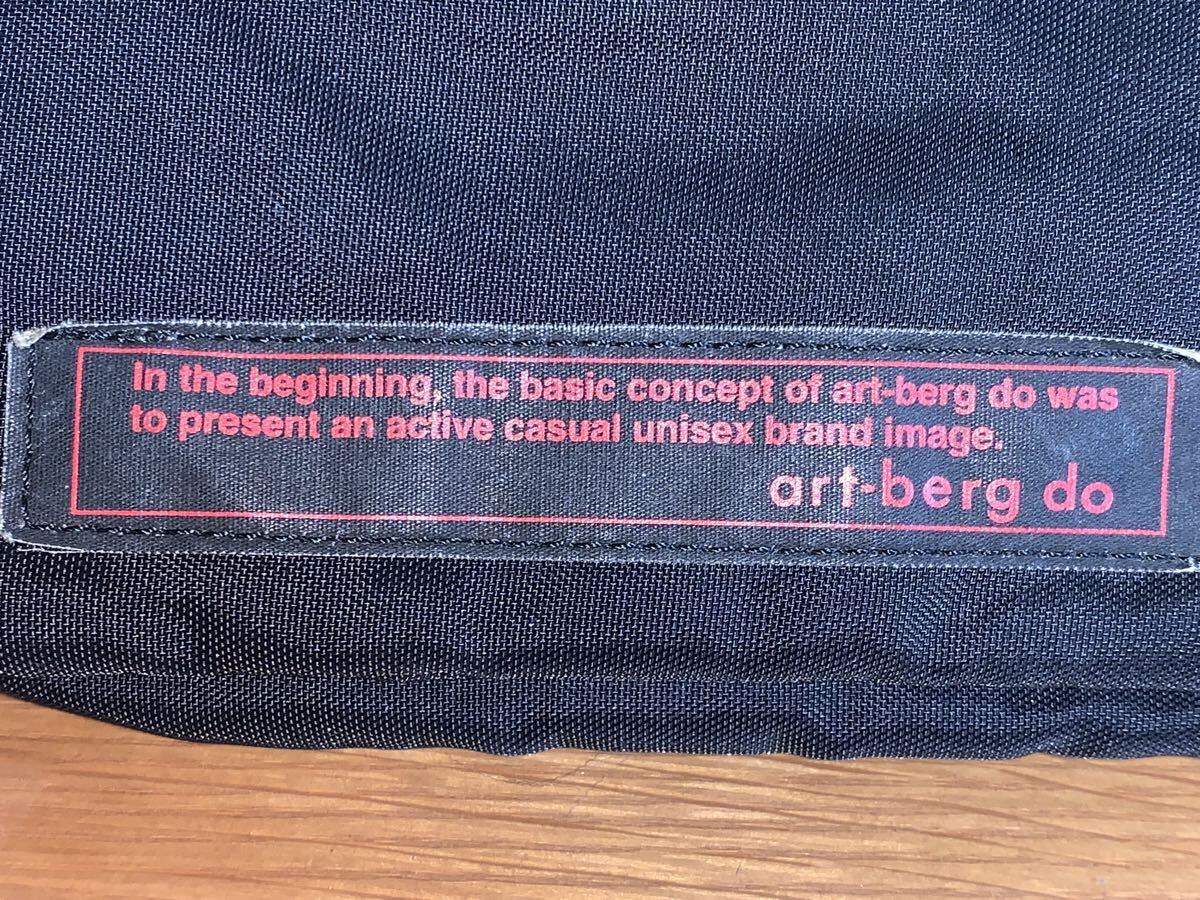 In the beginning, the basic concept of art-berg do was
to present an active casual unisex brand image.
art-berg do